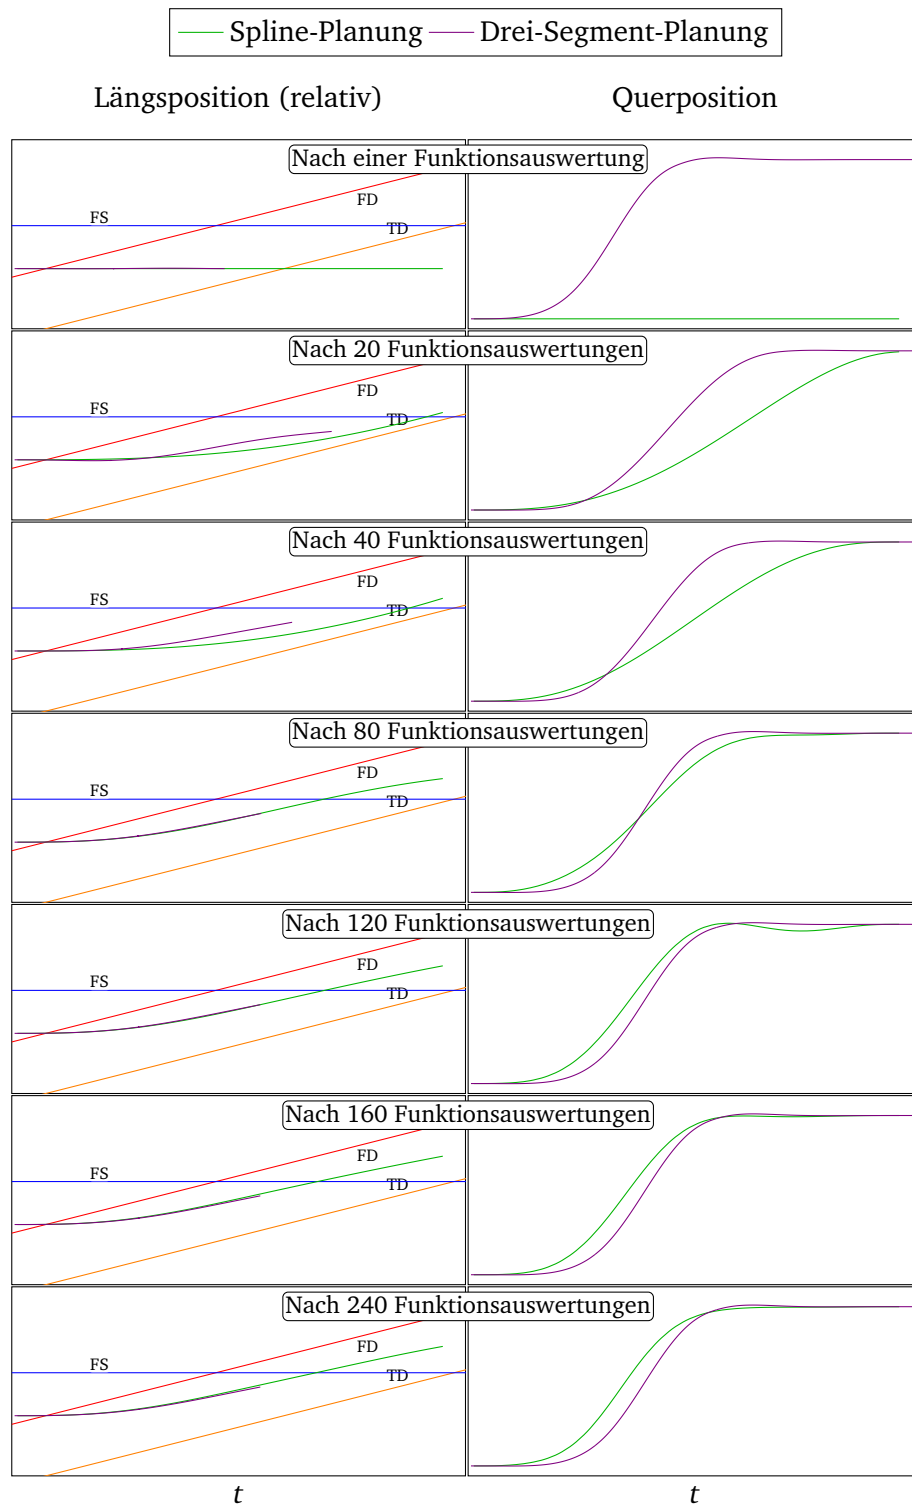 Spline-Planung Drei-Segment-Planung
Längsposition (relativ) Querposition
Nach einer Funktionsauswertung
FD
FS
TD
Nach 20 Funktionsauswertungen
FD
FS
TD
Nach 40 Funktionsauswertungen
FD
FS
TD
Nach 80 Funktionsauswertungen
FD
FS
TD
Nach 120 Funktionsauswertungen
FD
FS
TD
Nach 160 Funktionsauswertungen
FD
FS
TD
Nach 240 Funktionsauswertungen
FD
FS
TD
t t